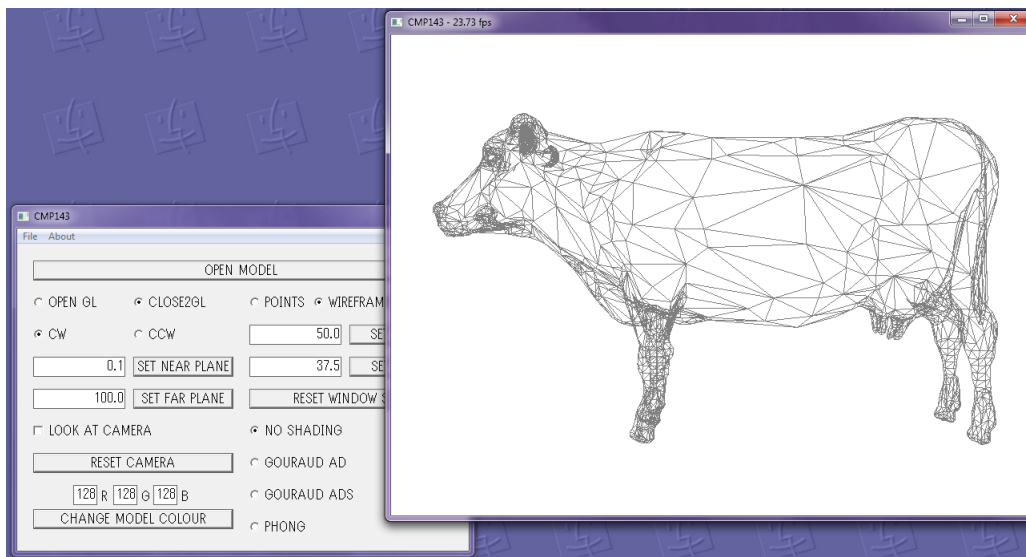 CMP143 - 23.73 fps
CMP143
File About
OPEN MODEL
OPEN GL CLOSE2GL POINTS WIREFRAM
CW CCW 50.0 SE
0.1 SET NEAR PLANE 37.5 SE
100.0 SET FAR PLANE RESET WINDOW S
LOOK AT CAMERA NO SHADING
RESET CAMERA GOURAUD AD
128 R 128 G 128 B GOURAUD ADS
CHANGE MODEL COLOUR PHONG